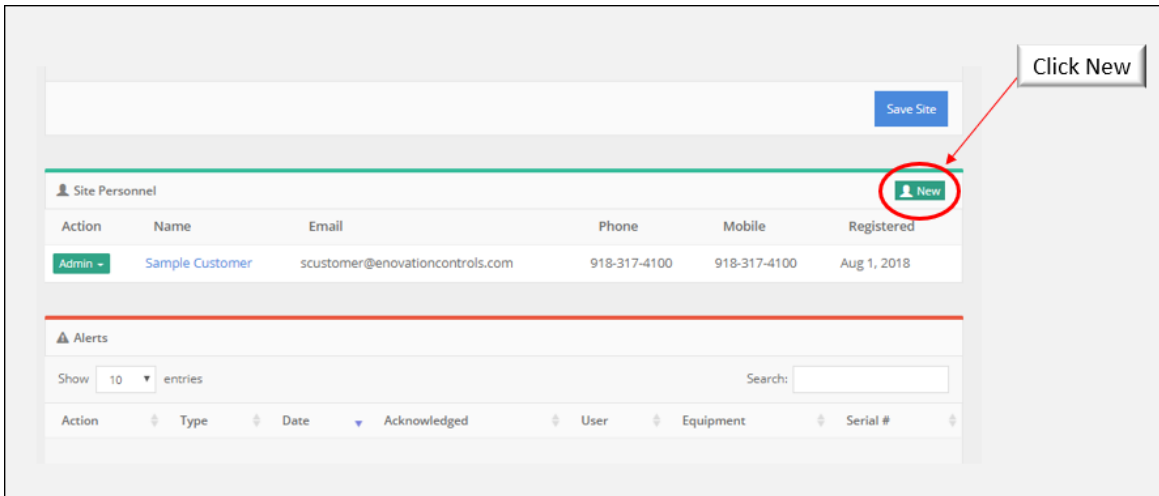 Click New
Save Site
Site Personnel New
Action Name Email Phone Mobile Registered
Admin Sample Customer scustomer@enovationcontrols.com 918-317-4100 918-317-4100 Aug 1, 2018
Alerts
Show 10 entries Search:
Action Type Date Acknowledged User Equipment Serial #